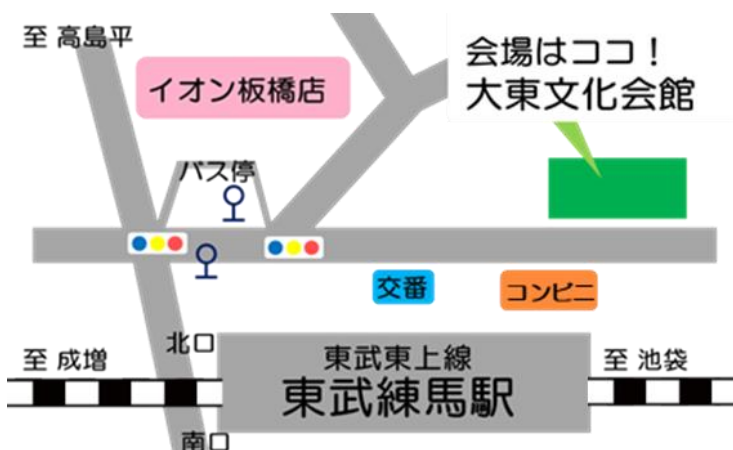 至 高島平
会場はココ！
大東文化会館
イオン板橋店
バス停
交番
コンビニ
北口
至 成増
東武東上線
東武練馬駅
至 池袋
南口